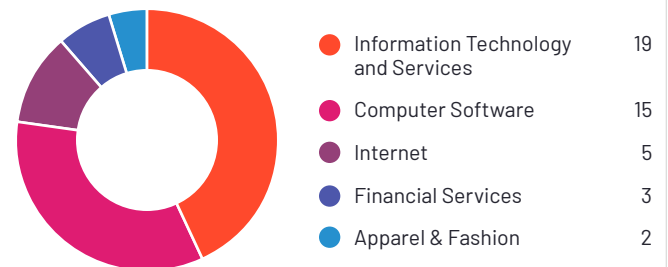 Information Technology 19
and Services
Computer Software 15
Internet 5
Financial Services 3
Apparel & Fashion 2